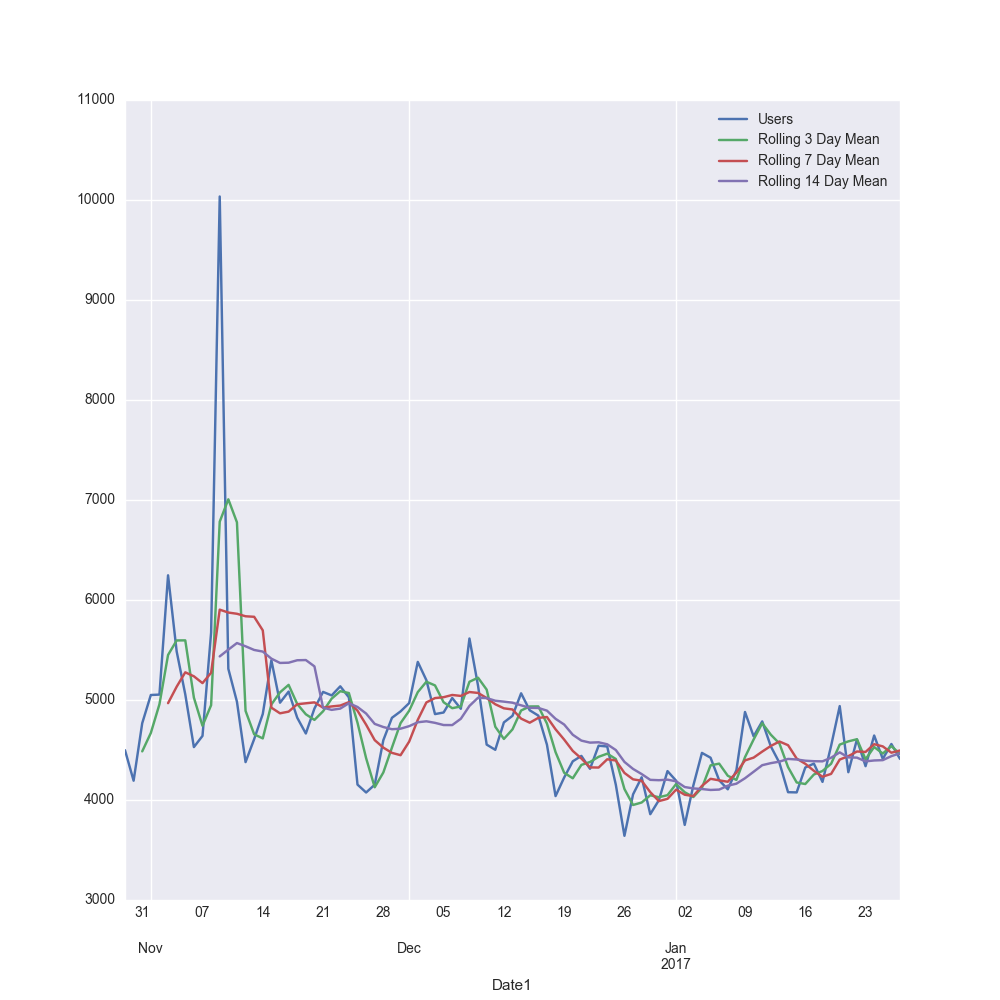 11000
10000
9000
8000
7000
6000
5000
4000
3000
Users
Rolling 3 Day Mean
Rolling 7 Day Mean
Rolling 14 Day Mean
31 07 14 21 28 05 12 19 26 02 09 16 23
Nov Dec Jan
2017
Date1